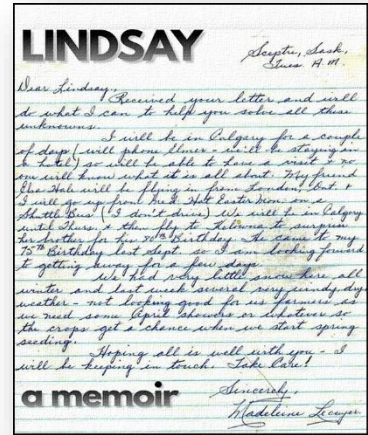 LINDSAY
Sceptre, Sask.
Tues. A.M.
Dear Lindsay,
Received your letter and will
do what I can to help you solve all these
unknowns.
I will be in Calgary for a couple
of days (will phone Elmer - will be staying in
a hotel) so will be able to have a visit & no
one will know what it is all about. My friend
Elsa Hale will be flying in from London, Ont. &
I will go up from Med. Hat Easter Mon. on a
Shuttle Bus (I don't drive) We will be in Calgary
until Thurs. & then fly to Kelowna to surprise
her brother for his 90th Birthday - He came to my
75th Birthday last Sept. so I am looking forward
to getting away for a few days.
We had very little snow here all
winter and last week several very windy dry
weather - not looking good for us farmers as
we need some April showers or whatever so
the crops get a chance when we start spring
seeding.
Hoping all is well with you - I
will be keeping in touch. Take Care!
Sincerely,
Madeleine Lecuyer
a memoir